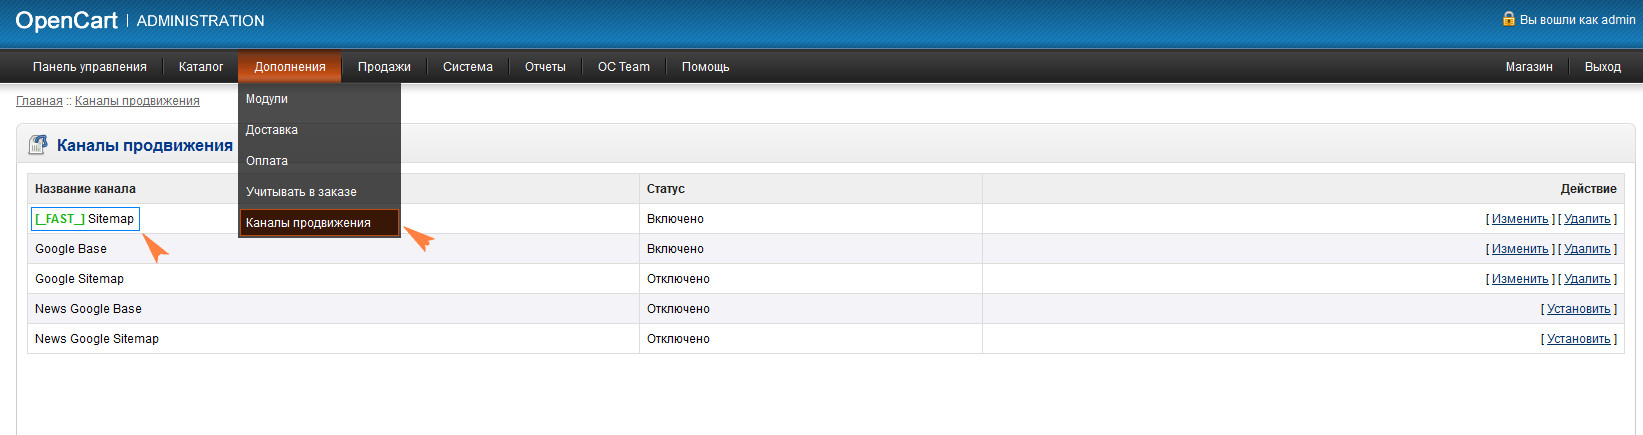 OpenCart | ADMINISTRATION Вы вошли как admin
Панель управления Каталог Дополнения Продажи Система Отчеты OC Team Помощь Магазин Выход
Главная :: Каналы продвижения
Модули
Доставка
Оплата
Учитывать в заказе
Каналы продвижения
Каналы продвижения
Название канала Статус Действие
[_FAST_] Sitemap Включено [ Изменить ] [ Удалить ]
Google Base Включено [ Изменить ] [ Удалить ]
Google Sitemap Отключено [ Изменить ] [ Удалить ]
News Google Base Отключено [ Установить ]
News Google Sitemap Отключено [ Установить ]